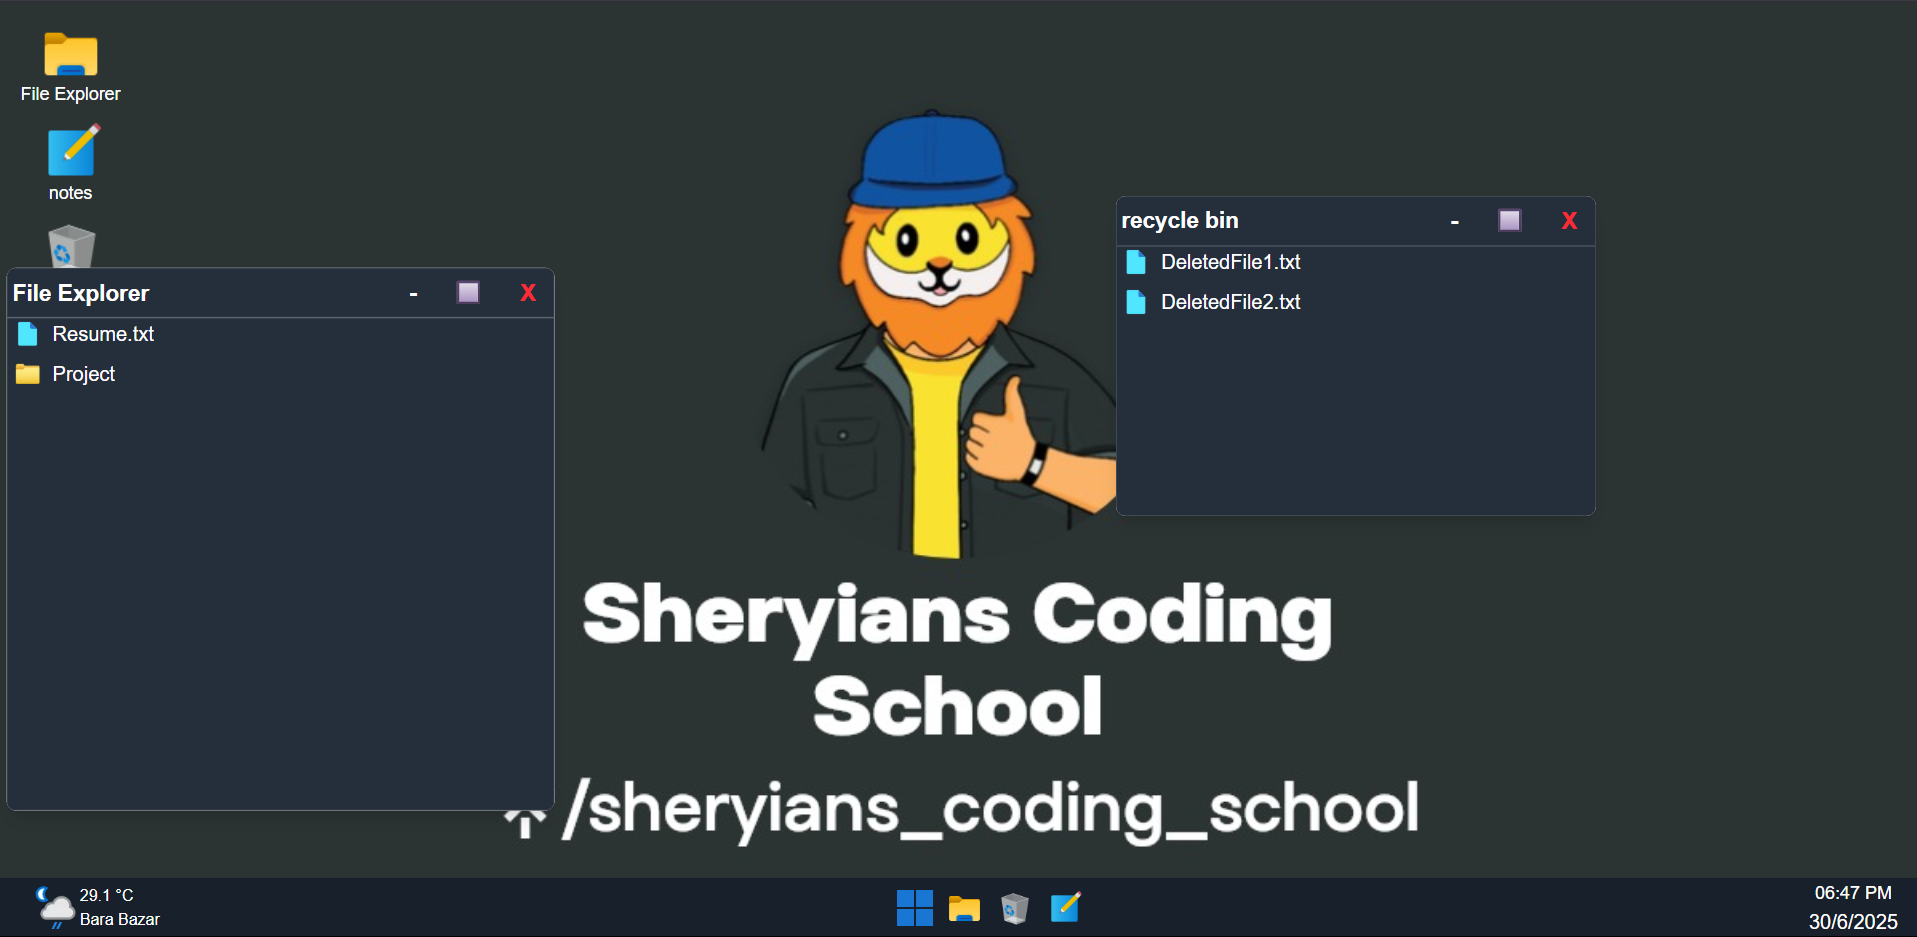 File Explorer
notes
File Explorer
-
X
Resume.txt
Project
recycle bin
-
X
DeletedFile1.txt
DeletedFile2.txt
Sheryians Coding
School
/sheryians_coding_school
29.1 °C
Bara Bazar
06:47 PM
30/6/2025